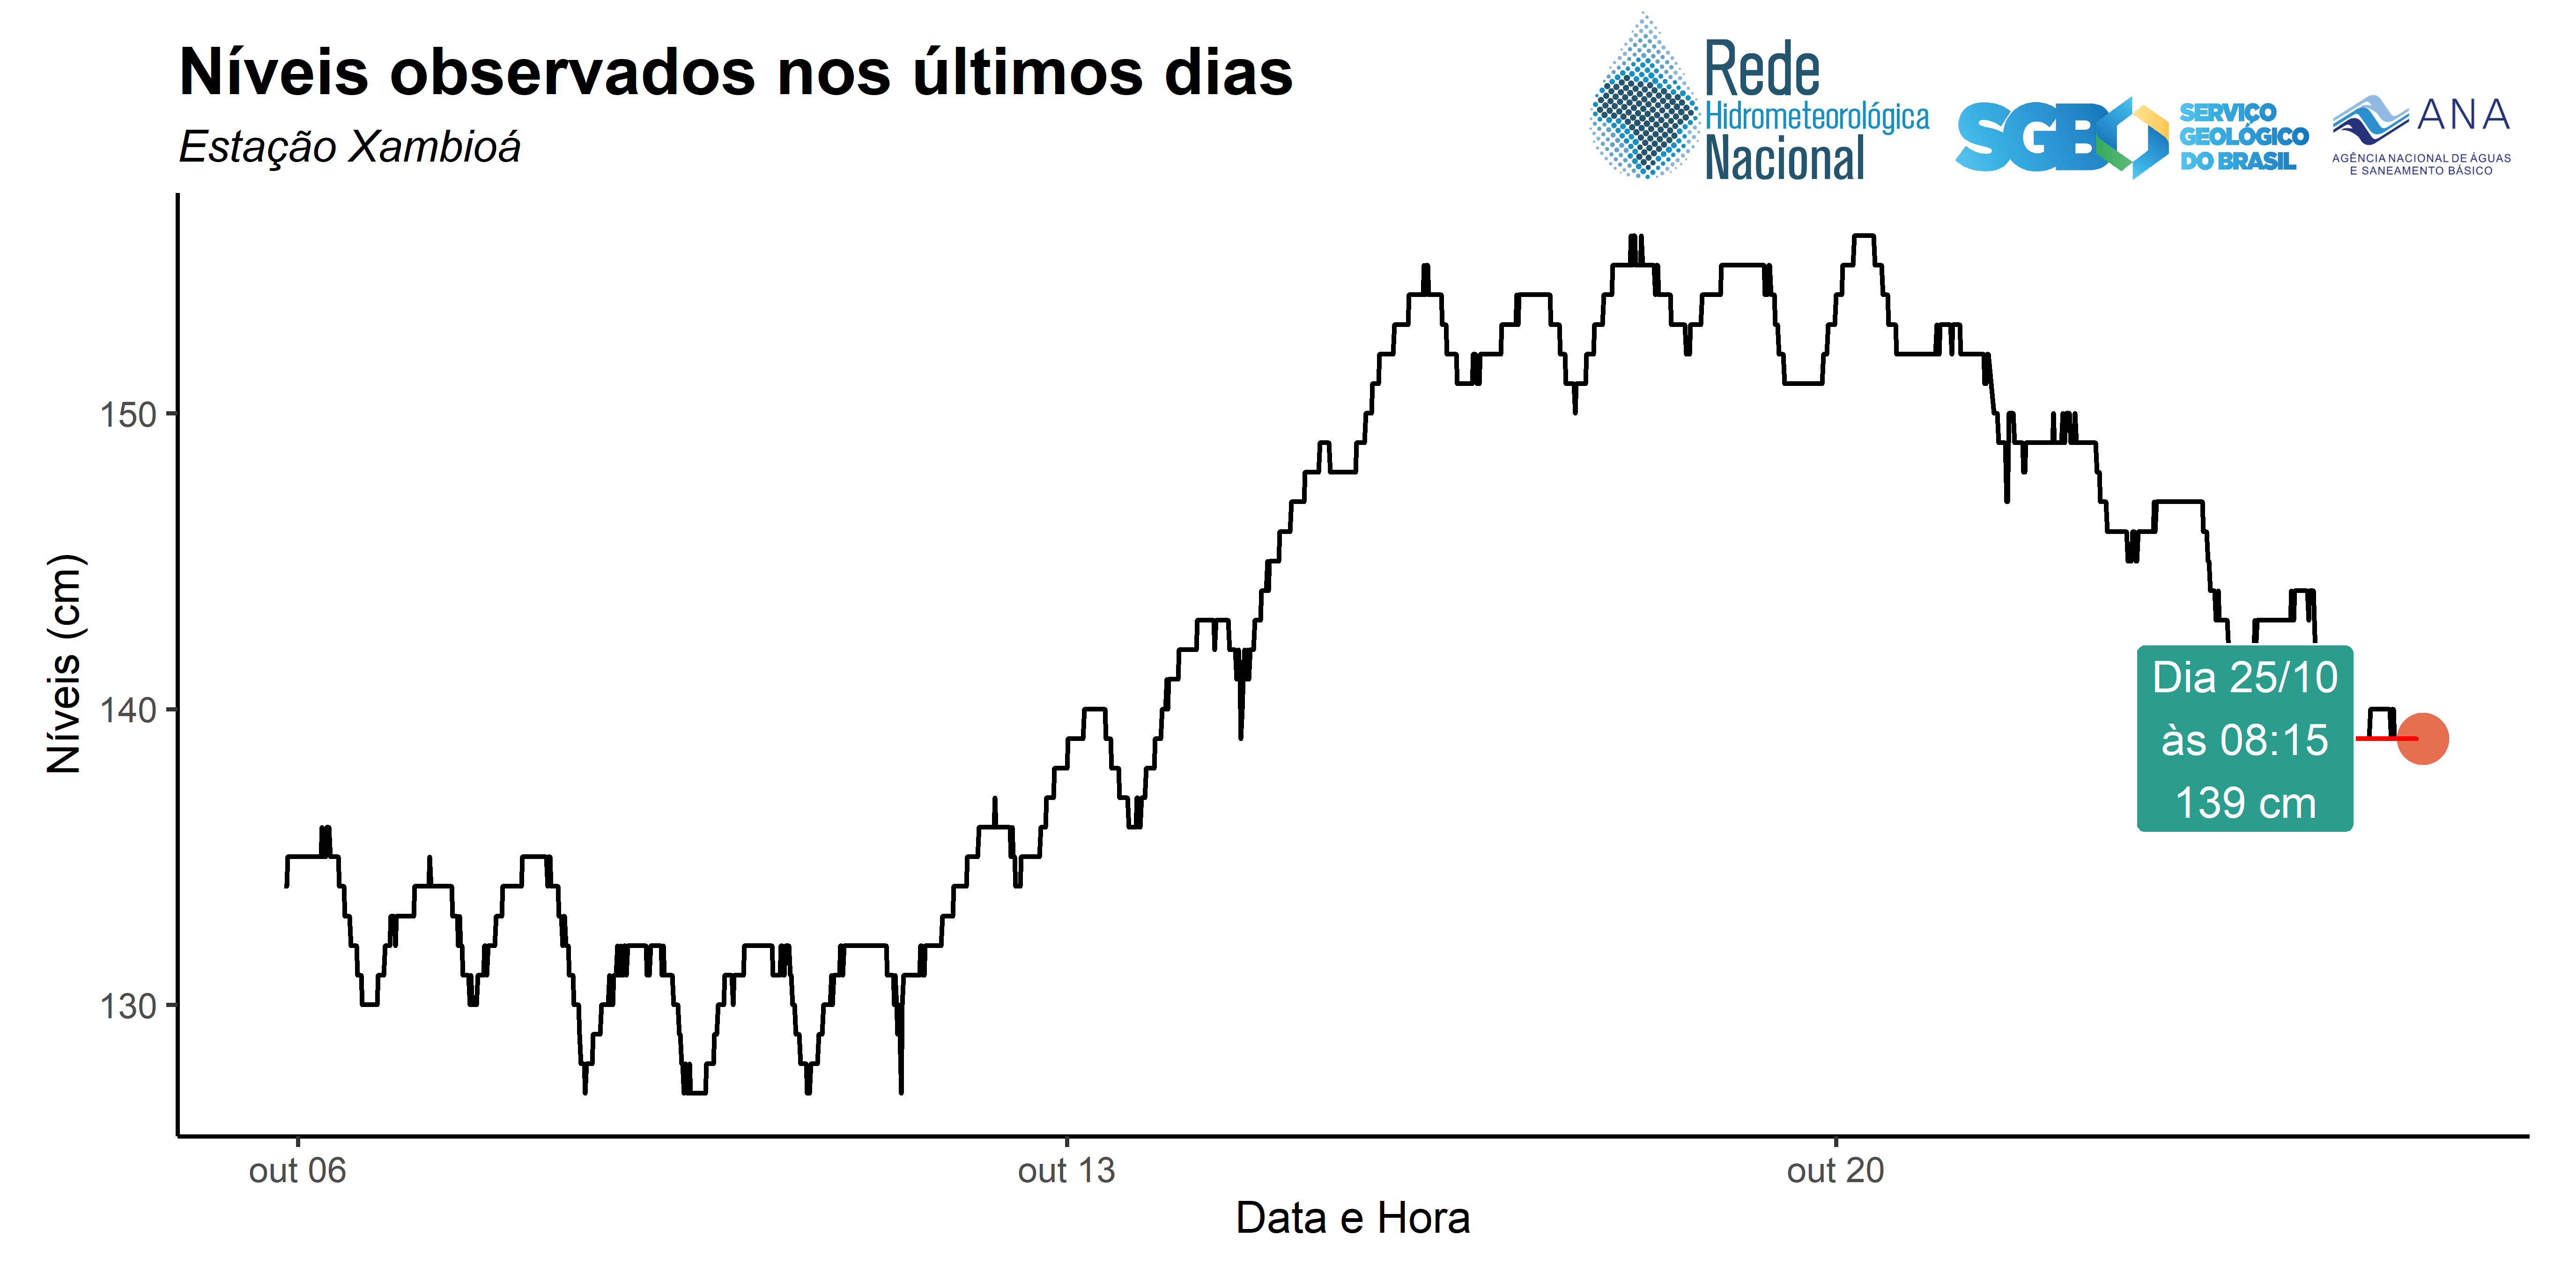 Níveis observados nos últimos dias
Estação Xambioá
Rede
Hidrometeorológica
Nacional
SGB
SERVIÇO
GEOLÓGICO
DO BRASIL
ANA
AGÊNCIA NACIONAL DE ÁGUAS
E SANEAMENTO BÁSICO
Níveis (cm)
150
140
130
Dia 25/10
às 08:15
139 cm
out 06
out 13
out 20
Data e Hora